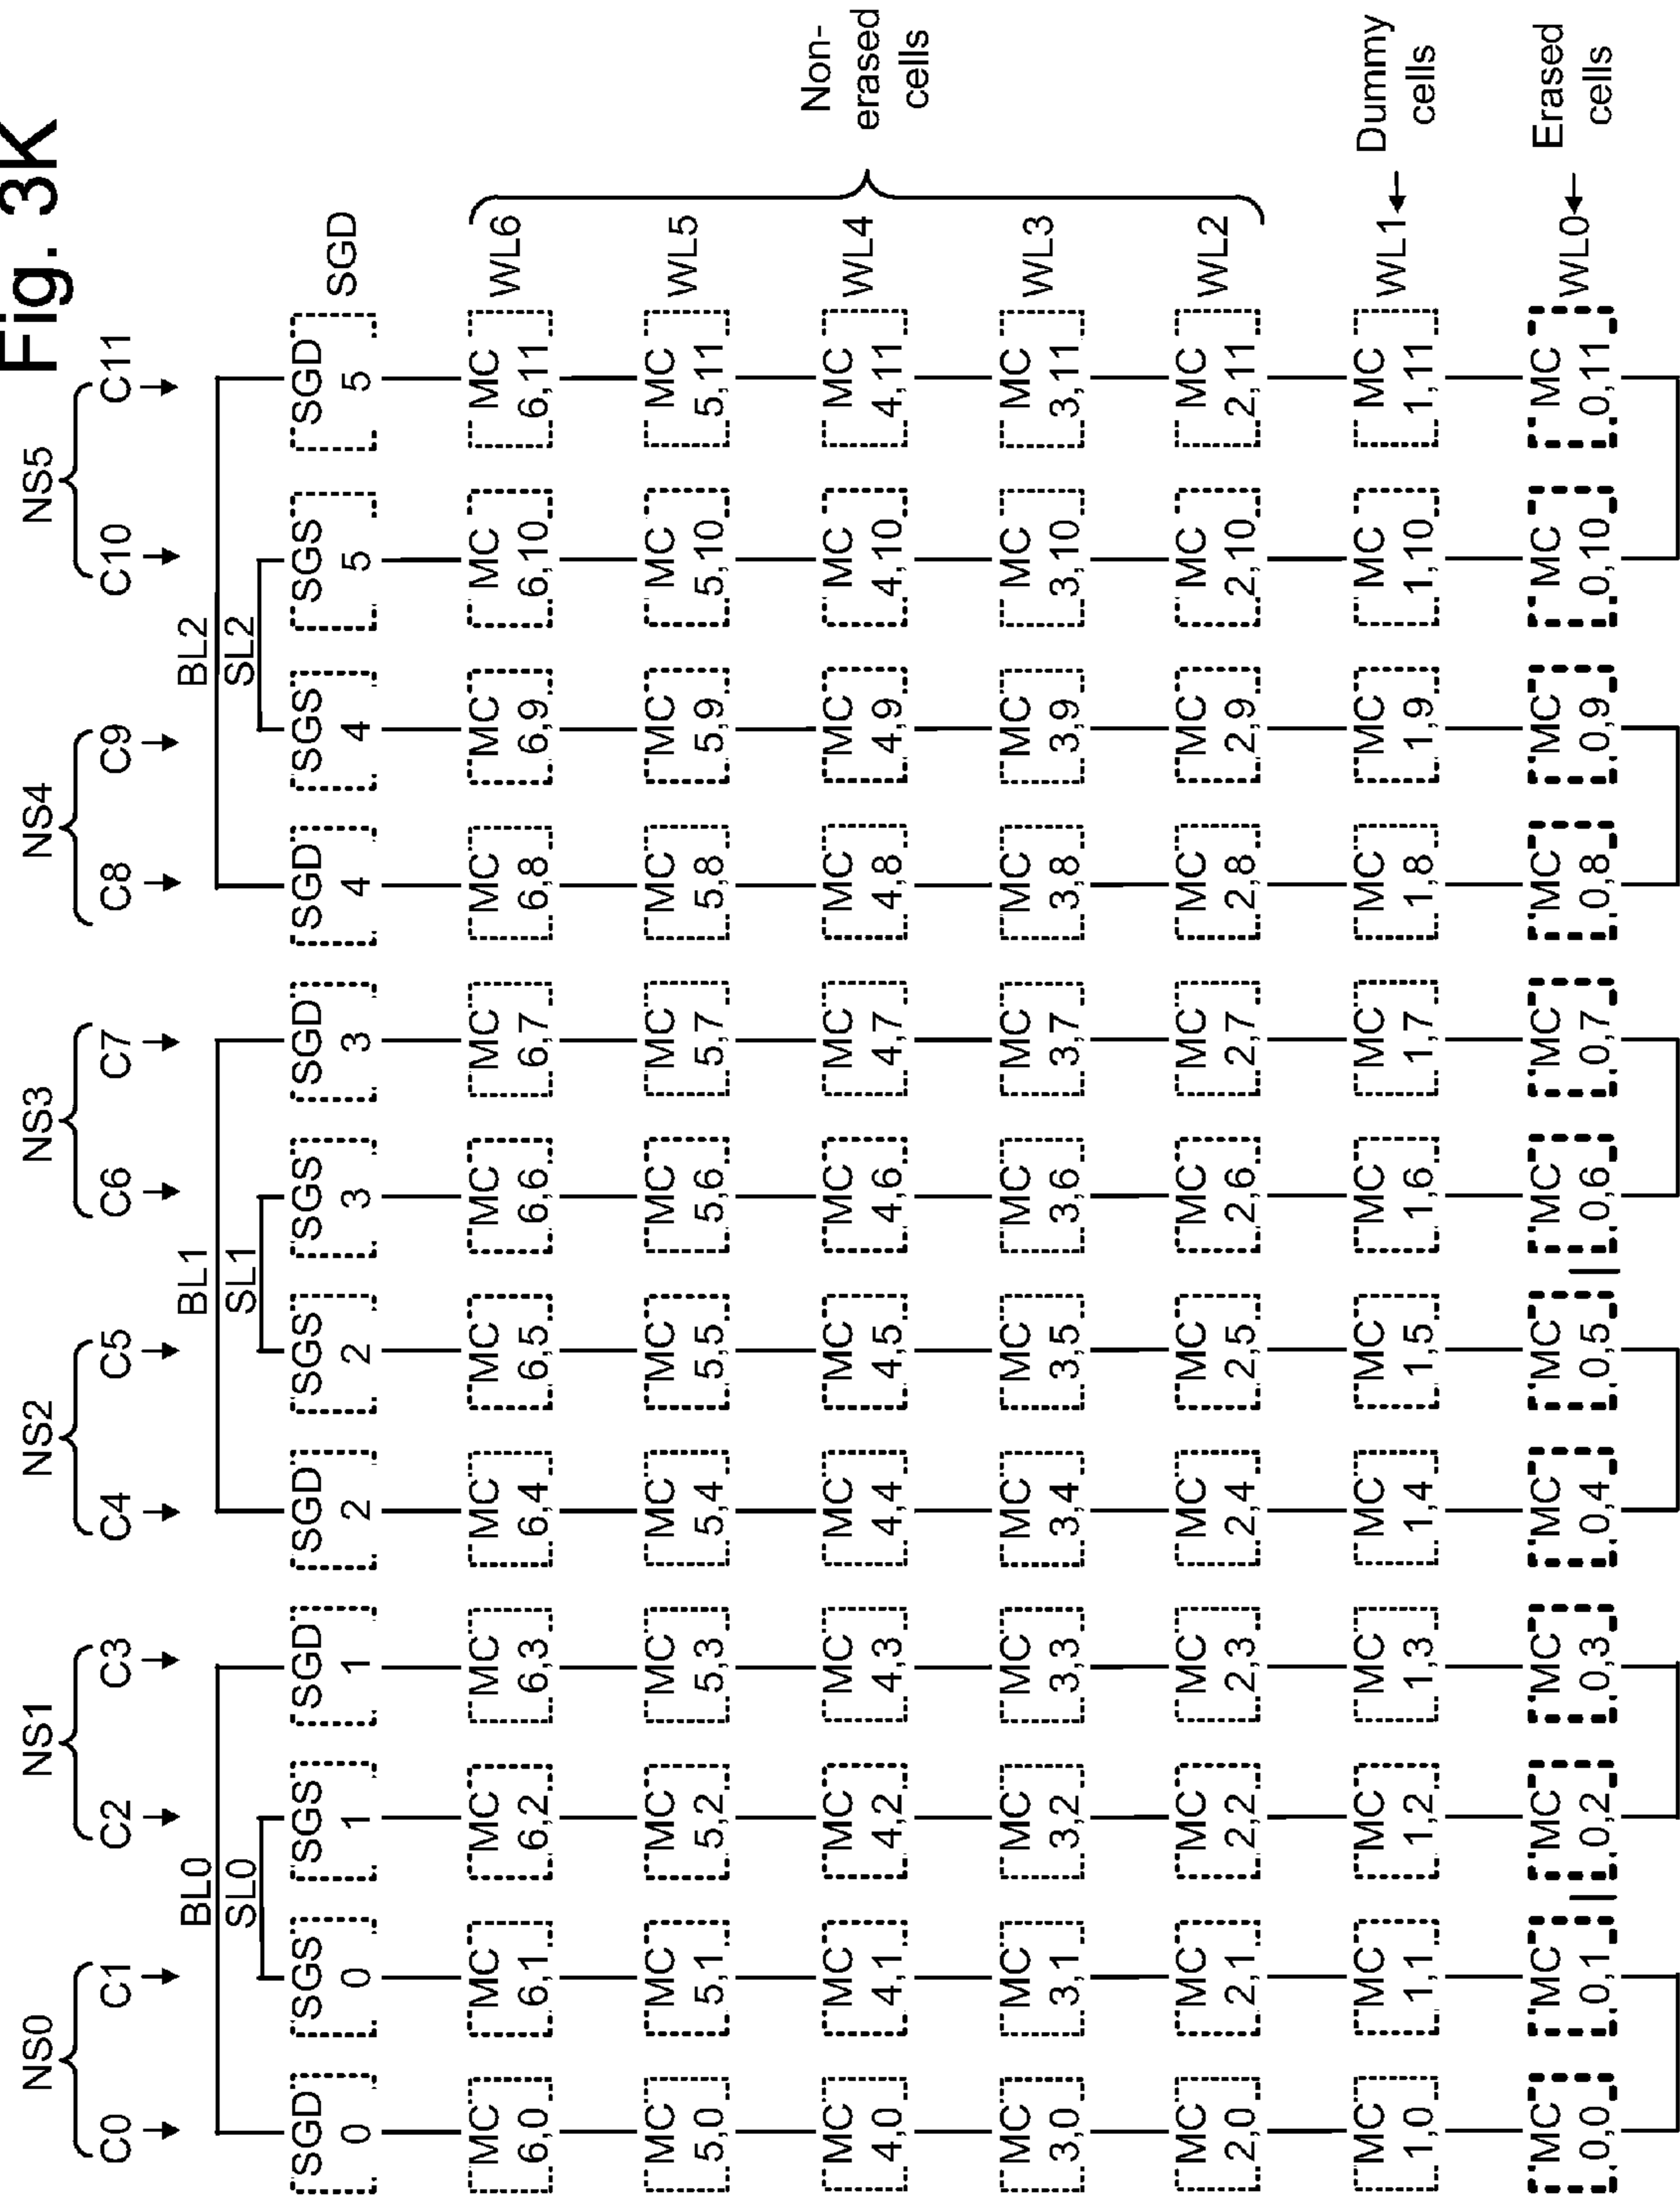 Fig. 3K
NS0 NS1 NS2 NS3 NS4 NS5
C0 C1 C2 C3 C4 C5 C6 C7 C8 C9 C10 C11
BL0 BL1 BL2
SL0 SL1 SL2
SGD SGS SGS SGD SGD SGS SGS SGD SGD SGS SGS SGD SGD
0 0 1 1 2 2 3 3 4 4 5 5
MC MC MC MC MC MC MC MC MC MC MC MC WL6
6,0 6,1 6,2 6,3 6,4 6,5 6,6 6,7 6,8 6,9 6,10 6,11
MC MC MC MC MC MC MC MC MC MC MC MC WL5
5,0 5,1 5,2 5,3 5,4 5,5 5,6 5,7 5,8 5,9 5,10 5,11
MC MC MC MC MC MC MC MC MC MC MC MC WL4
4,0 4,1 4,2 4,3 4,4 4,5 4,6 4,7 4,8 4,9 4,10 4,11
Non-
erased
cells
MC MC MC MC MC MC MC MC MC MC MC MC WL3
3,0 3,1 3,2 3,3 3,4 3,5 3,6 3,7 3,8 3,9 3,10 3,11
MC MC MC MC MC MC MC MC MC MC MC MC WL2
2,0 2,1 2,2 2,3 2,4 2,5 2,6 2,7 2,8 2,9 2,10 2,11
MC MC MC MC MC MC MC MC MC MC MC MC WL1 Dummy
1,0 1,1 1,2 1,3 1,4 1,5 1,6 1,7 1,8 1,9 1,10 1,11 cells
MC MC MC MC MC MC MC MC MC MC MC MC WL0 Erased
0,0 0,1 0,2 0,3 0,4 0,5 0,6 0,7 0,8 0,9 0,10 0,11 cells